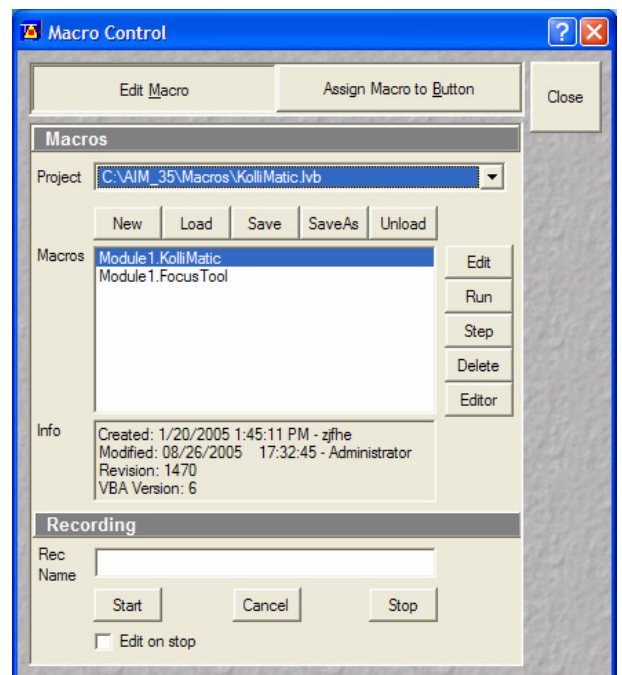 Macro Control
Edit Macro
Assign Macro to Button
Close
Macros
Project C:\AIM_35\Macros\KolliMatic.lvb
New Load Save SaveAs Unload
Macros
Module1.KolliMatic
Module1.FocusTool
Edit
Run
Step
Delete
Editor
Info
Created: 1/20/2005 1:45:11 PM - zjfhe
Modified: 08/26/2005 17:32:45 - Administrator
Revision: 1470
VBA Version: 6
Recording
Rec
Name
Start Cancel Stop
Edit on stop